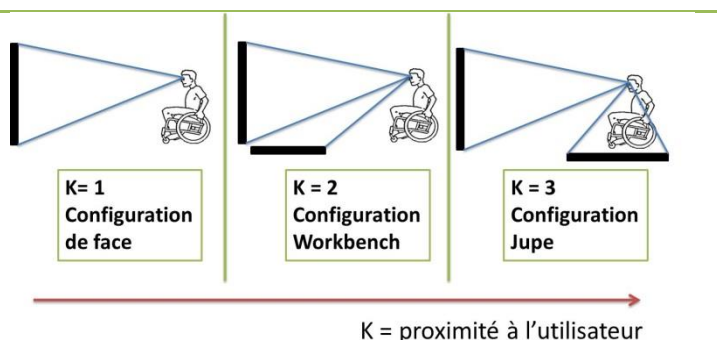 K= 1
Configuration
de face
K = 2
Configuration
Workbench
K = 3
Configuration
Jupe
K = proximité à l'utilisateur